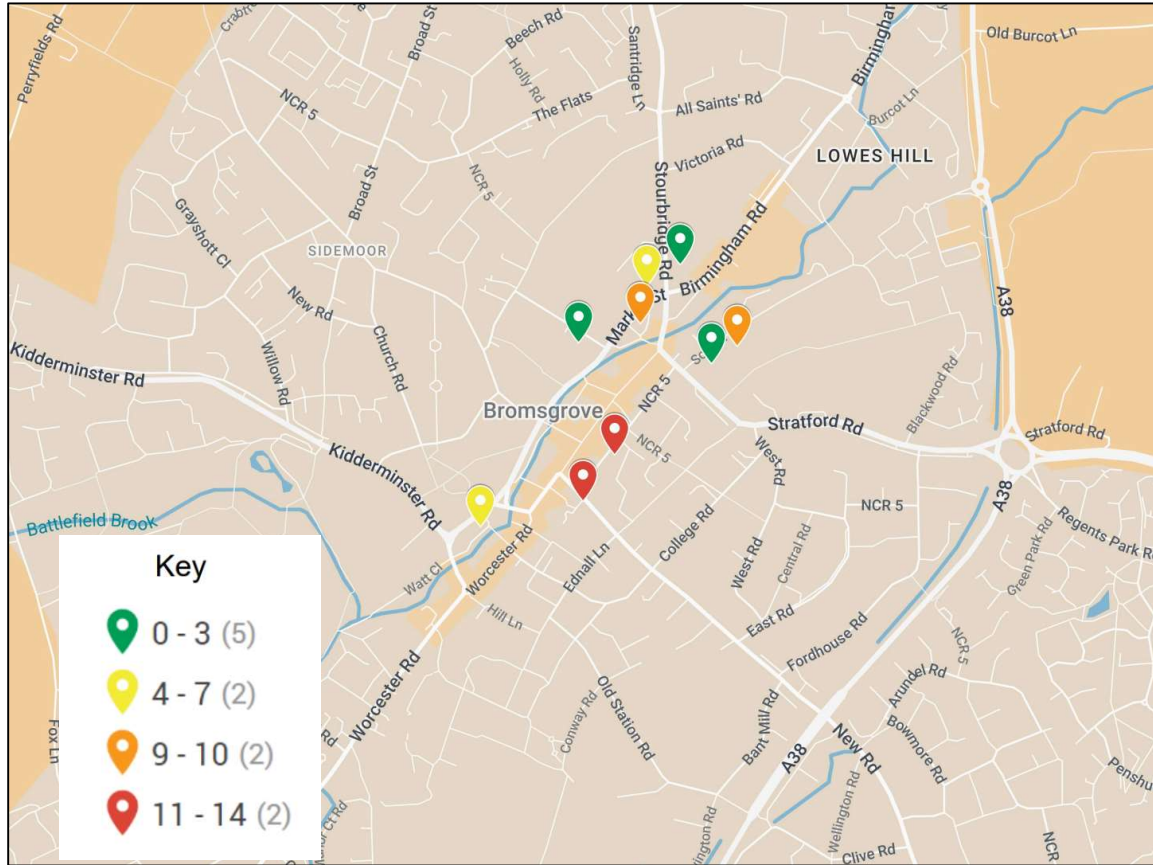 Perryfields Rd
Broad St
Beech Rd
Santridge Ln
Birmingham
Old Burcot Ln
NCR 5
Holly Rd
The Flats
All Saints' Rd
Burcot Ln
Victoria Rd
LOWES HILL
NCR 5
Broad St
Stourbridge Rd
Grayshott Cl
SIDEMOOR
Birmingham Rd
A38
New Rd
Church Rd
Willow Rd
Kidderminster Rd
NCR 5
Blackwood Rd
Bromsgrove
Stratford Rd
Stratford Rd
NCR 5
West Rd
Kidderminster Rd
A38
NCR 5
Battlefield Brook
College Rd
Regents Park Rd
Green Park Rd
Central Rd
West Rd
Worcester Rd
Ednall Ln
Watt Cl
Hill Ln
East Rd
Fordhouse Rd
NCR 5
Arundel Rd
Worcester Rd
Old Station Rd
Conway Rd
Bant Mill Rd
New Rd
Bowmore Rd
Fox Ln
A38
Wellington Rd
Clive Rd
NCR
Key
0 - 3 (5)
4 - 7 (2)
9 - 10 (2)
11 - 14 (2)